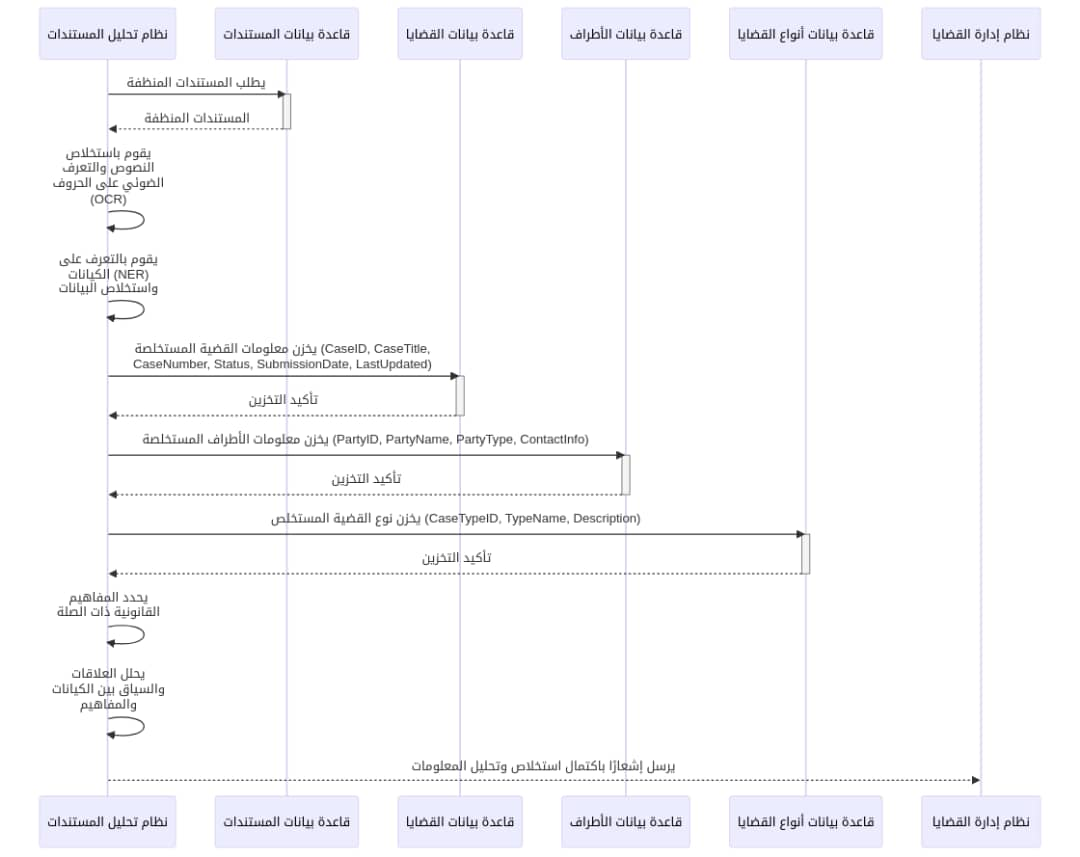 نظام تحليل المستندات
قاعدة بيانات المستندات
قاعدة بيانات القضايا
قاعدة بيانات الأطراف
قاعدة بيانات أنواع القضايا
نظام إدارة القضايا
يطلب المستندات المنظفة
المستندات المنظفة
يقوم باستخلاص
النصوص والتعرف
الضوئي على الحروف
(OCR)
يقوم بالتعرف على
الكيانات (NER)
واستخلاص البيانات
يخزن معلومات القضية المستخلصة (CaseID, CaseTitle,
CaseNumber, Status, SubmissionDate, LastUpdated)
تأكيد التخزين
يخزن معلومات الأطراف المستخلصة (PartyID, PartyName, PartyType, ContactInfo)
تأكيد التخزين
يخزن نوع القضية المستخلص (CaseTypeID, TypeName, Description)
تأكيد التخزين
يحدد المفاهيم
القانونية ذات الصلة
يحلل العلاقات
والسياق بين الكيانات
والمفاهيم
يرسل إشعارًا باكتمال استخلاص وتحليل المعلومات
نظام تحليل المستندات
قاعدة بيانات المستندات
قاعدة بيانات القضايا
قاعدة بيانات الأطراف
قاعدة بيانات أنواع القضايا
نظام إدارة القضايا